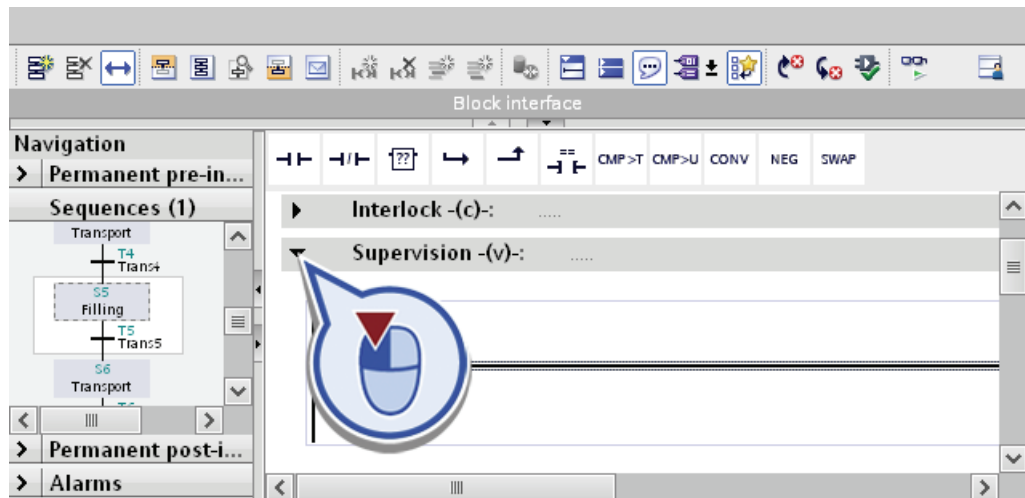 Block interface
Navigation
> Permanent pre-in...
Sequences (1)
Transport
T4
Trans4
S5
Filling
T5
Trans5
S6
Transport
> Permanent post-i...
> Alarms
?? == CMP>T CMP>U CONV NEG SWAP
Interlock -(c)-: .....
Supervision -(v)-: .....